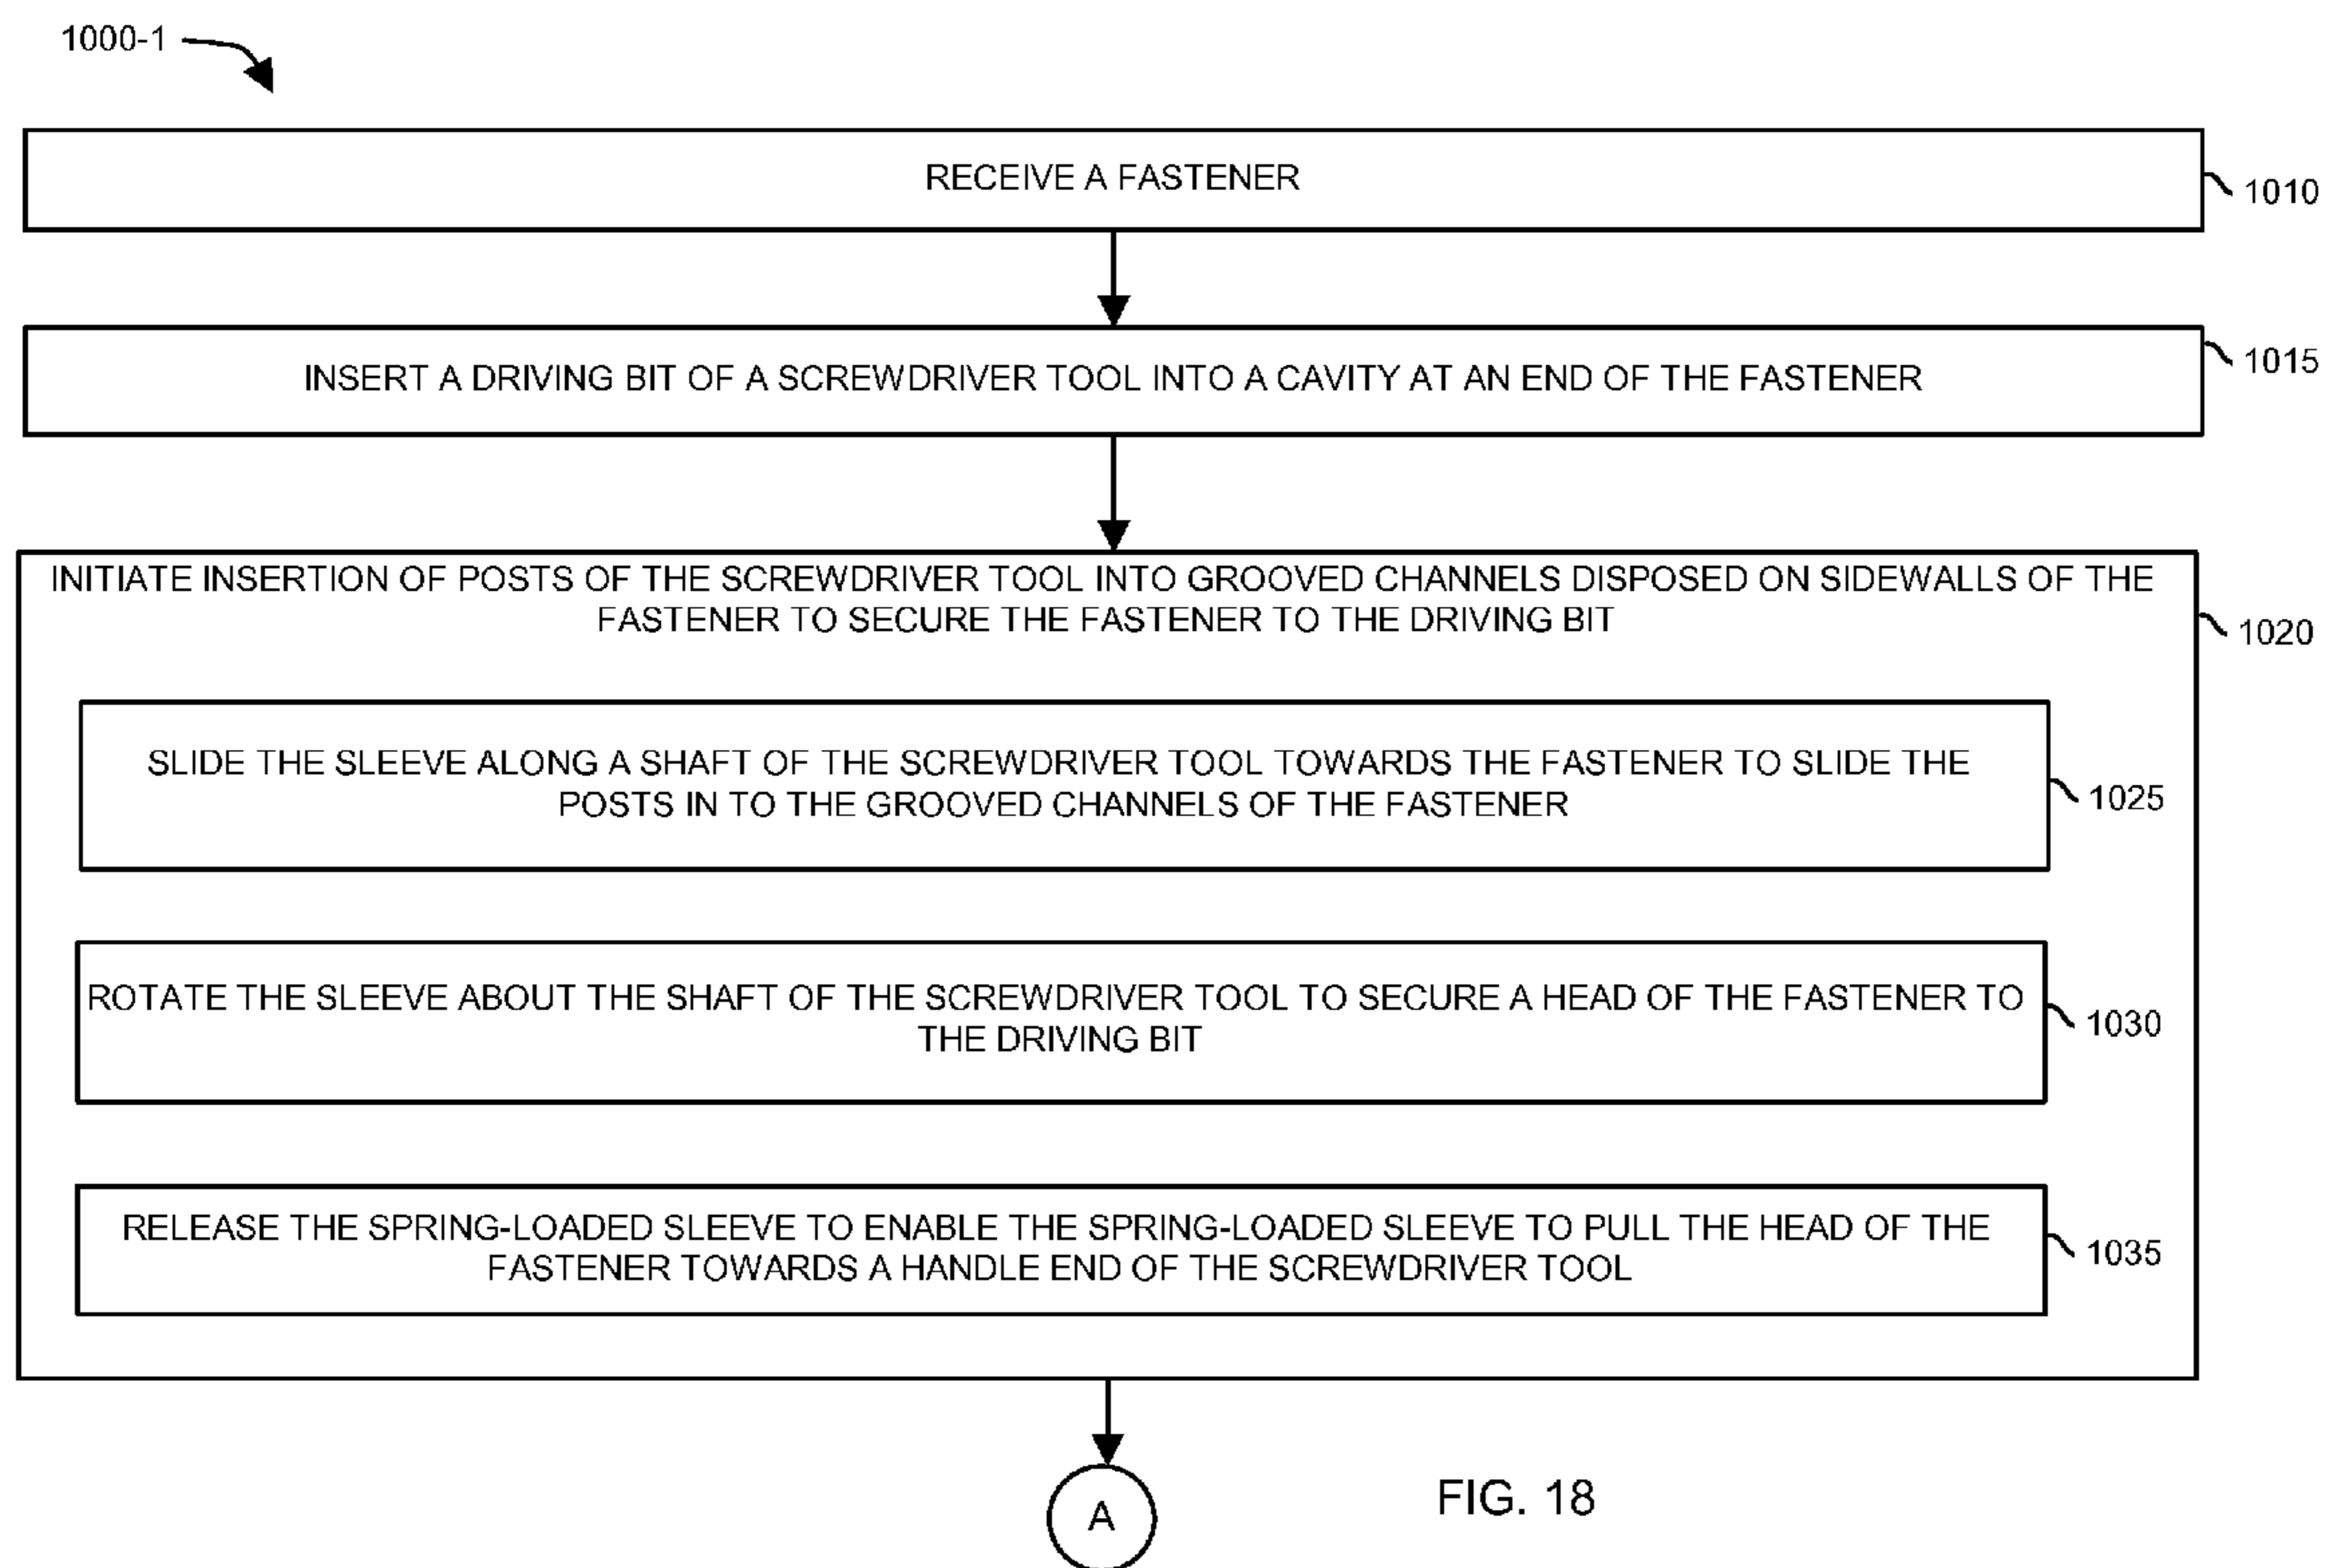 1000-1
RECEIVE A FASTENER
1010
INSERT A DRIVING BIT OF A SCREWDRIVER TOOL INTO A CAVITY AT AN END OF THE FASTENER
1015
INITIATE INSERTION OF POSTS OF THE SCREWDRIVER TOOL INTO GROOVED CHANNELS DISPOSED ON SIDEWALLS OF THE
FASTENER TO SECURE THE FASTENER TO THE DRIVING BIT
1020
SLIDE THE SLEEVE ALONG A SHAFT OF THE SCREWDRIVER TOOL TOWARDS THE FASTENER TO SLIDE THE
POSTS IN TO THE GROOVED CHANNELS OF THE FASTENER
1025
ROTATE THE SLEEVE ABOUT THE SHAFT OF THE SCREWDRIVER TOOL TO SECURE A HEAD OF THE FASTENER TO
THE DRIVING BIT
1030
RELEASE THE SPRING-LOADED SLEEVE TO ENABLE THE SPRING-LOADED SLEEVE TO PULL THE HEAD OF THE
FASTENER TOWARDS A HANDLE END OF THE SCREWDRIVER TOOL
1035
A
FIG. 18